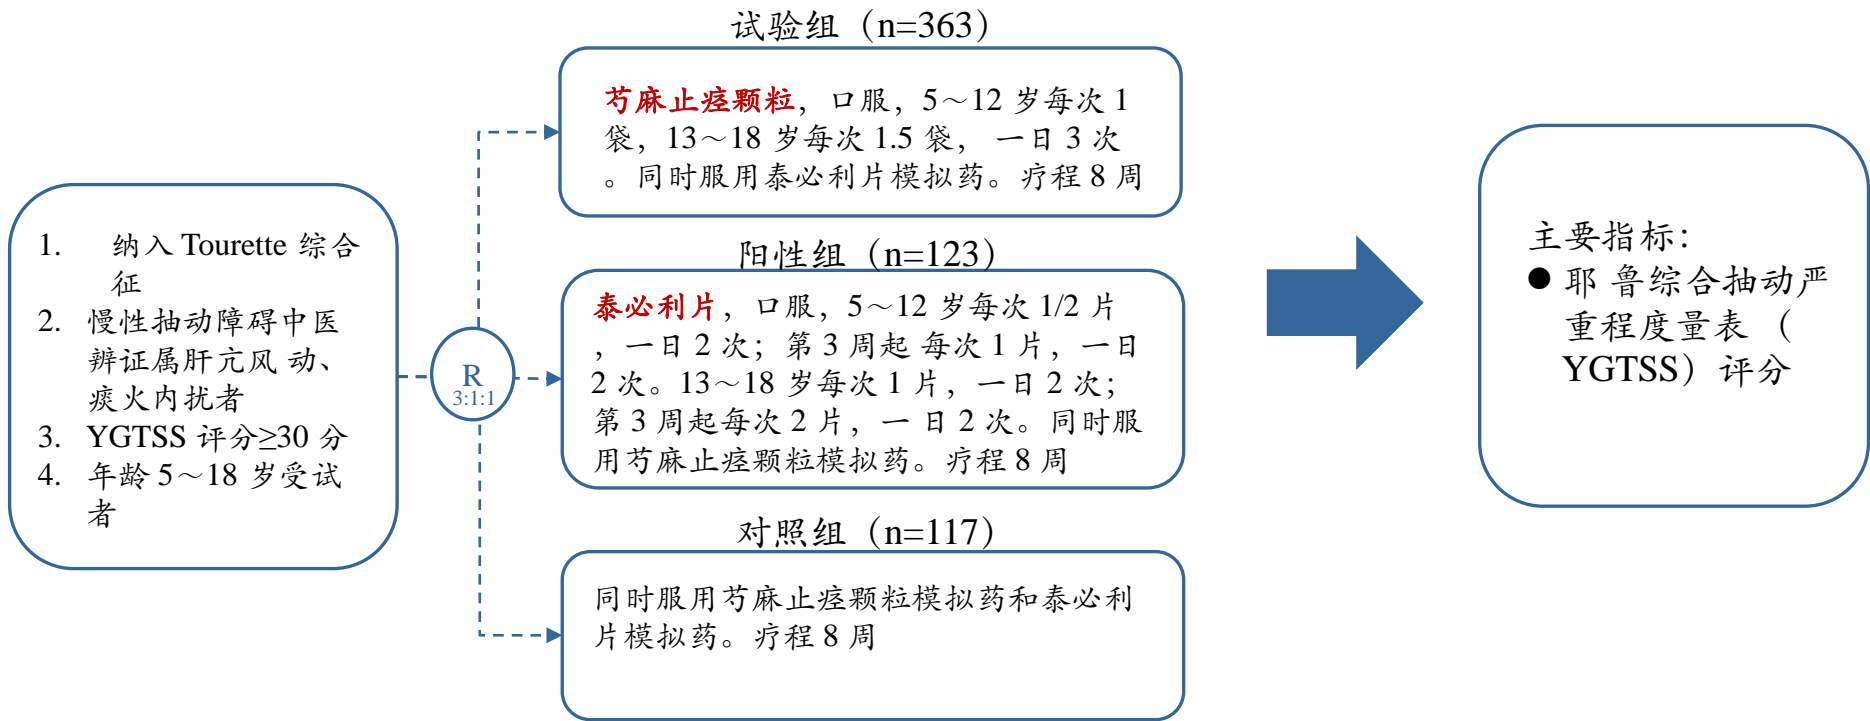 试验组（n=363）
芍麻止痉颗粒，口服，5～12 岁每次 1
袋，13～18 岁每次 1.5 袋， 一日 3 次
。同时服用泰必利片模拟药。疗程 8 周
1. 纳入 Tourette 综合
征
2. 慢性抽动障碍中医
辨证属肝亢风 动、
痰火内扰者
3. YGTSS 评分≥30 分
4. 年龄 5～18 岁受试
者
R
3:1:1
阳性组（n=123）
泰必利片，口服，5～12 岁每次 1/2 片
，一日 2 次；第 3 周起 每次 1 片，一日
2 次。13～18 岁每次 1 片，一日 2 次；
第 3 周起每次 2 片，一 日 2 次。同时服
用芍麻止痉颗粒模拟药。疗程 8 周
对照组（n=117）
同时服用芍麻止痉颗粒模拟药和泰必利
片模拟药。疗程 8 周
主要指标：
● 耶 鲁综合抽动严
重程度量表 （
YGTSS）评分